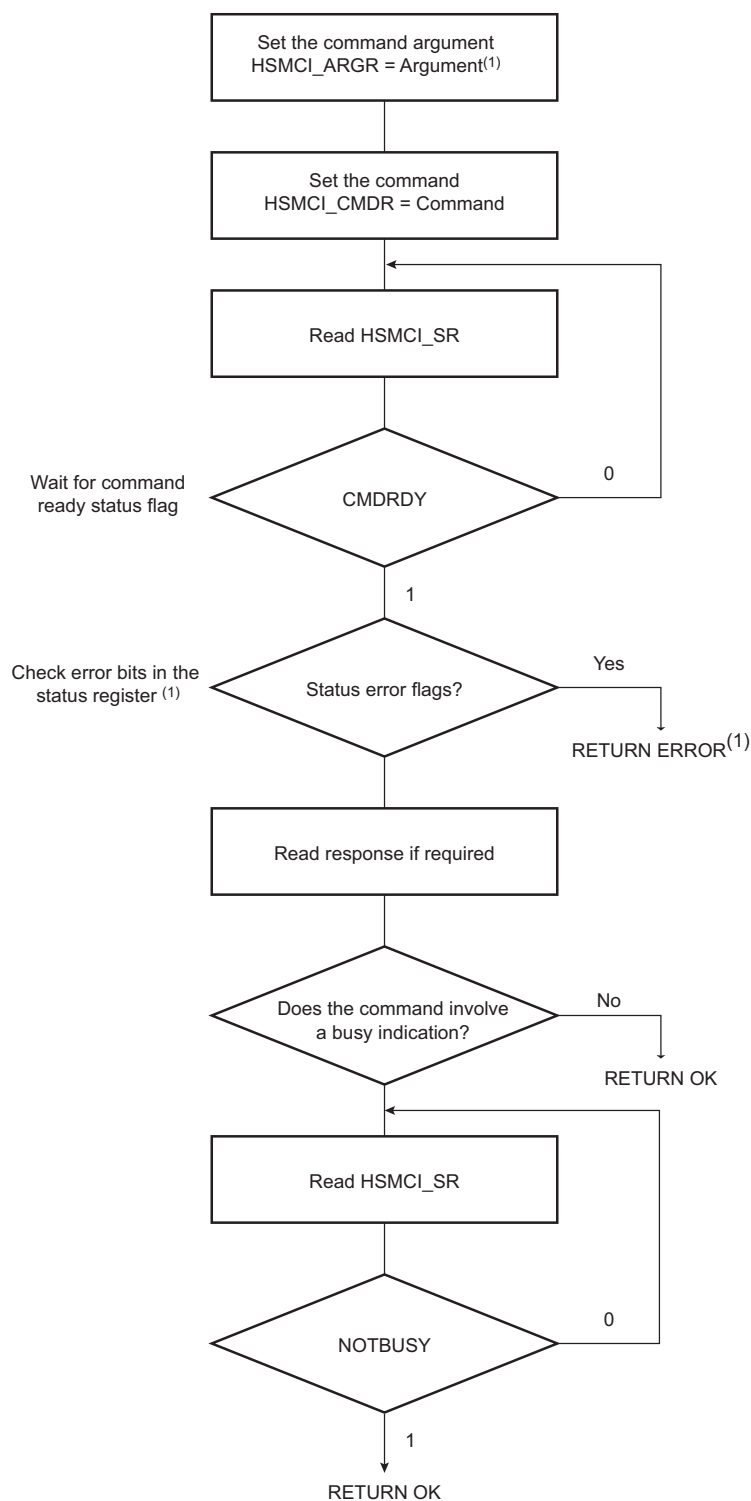 Set the command argument
HSMCI_ARGR = Argument(1)
Set the command
HSMCI_CMDR = Command
Read HSMCI_SR
Wait for command
ready status flag
CMDRDY
0
1
Check error bits in the
status register (1)
Status error flags?
Yes
RETURN ERROR(1)
Read response if required
Does the command involve
a busy indication?
No
RETURN OK
Read HSMCI_SR
NOTBUSY
0
1
RETURN OK